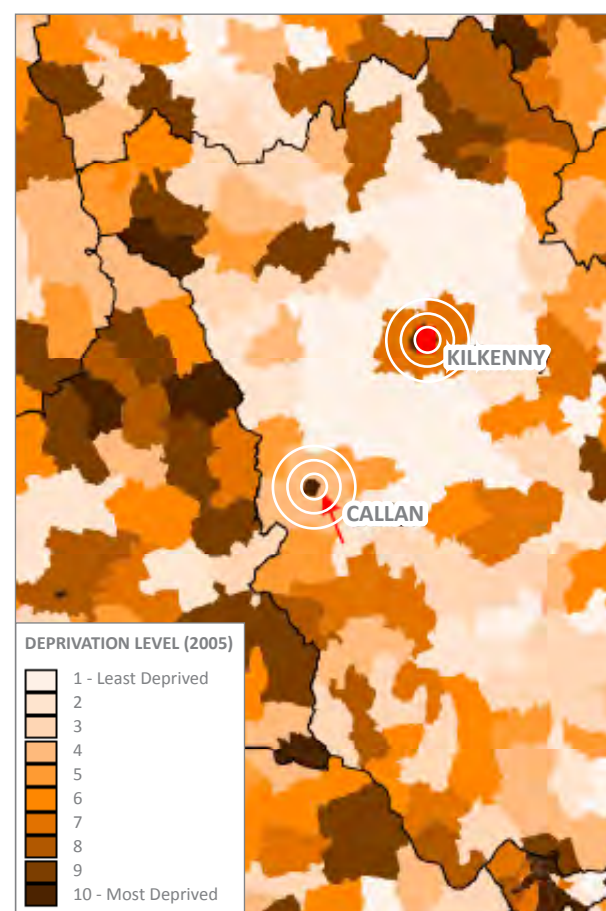 KILKENNY
CALLAN
DEPRIVATION LEVEL (2005)
1 - Least Deprived
2
3
4
5
6
7
8
9
10 - Most Deprived